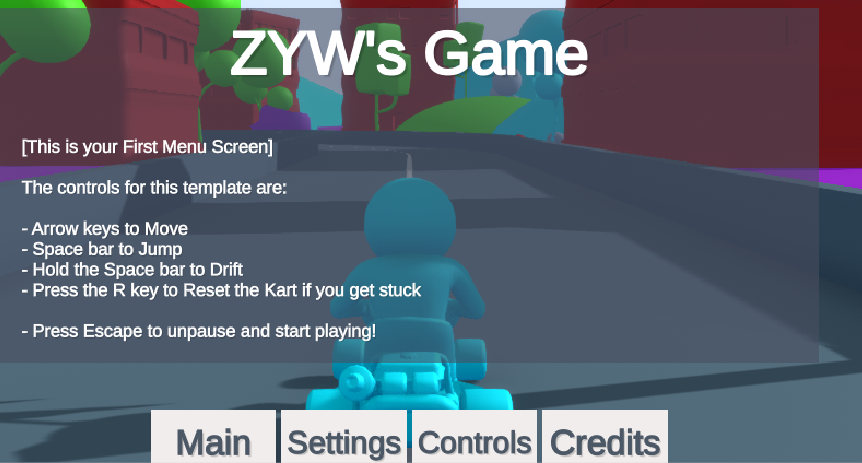 ZYW's Game
[This is your First Menu Screen]
The controls for this template are:
- Arrow keys to Move
- Space bar to Jump
- Hold the Space bar to Drift
- Press the R key to Reset the Kart if you get stuck
- Press Escape to unpause and start playing!
Main Settings Controls Credits